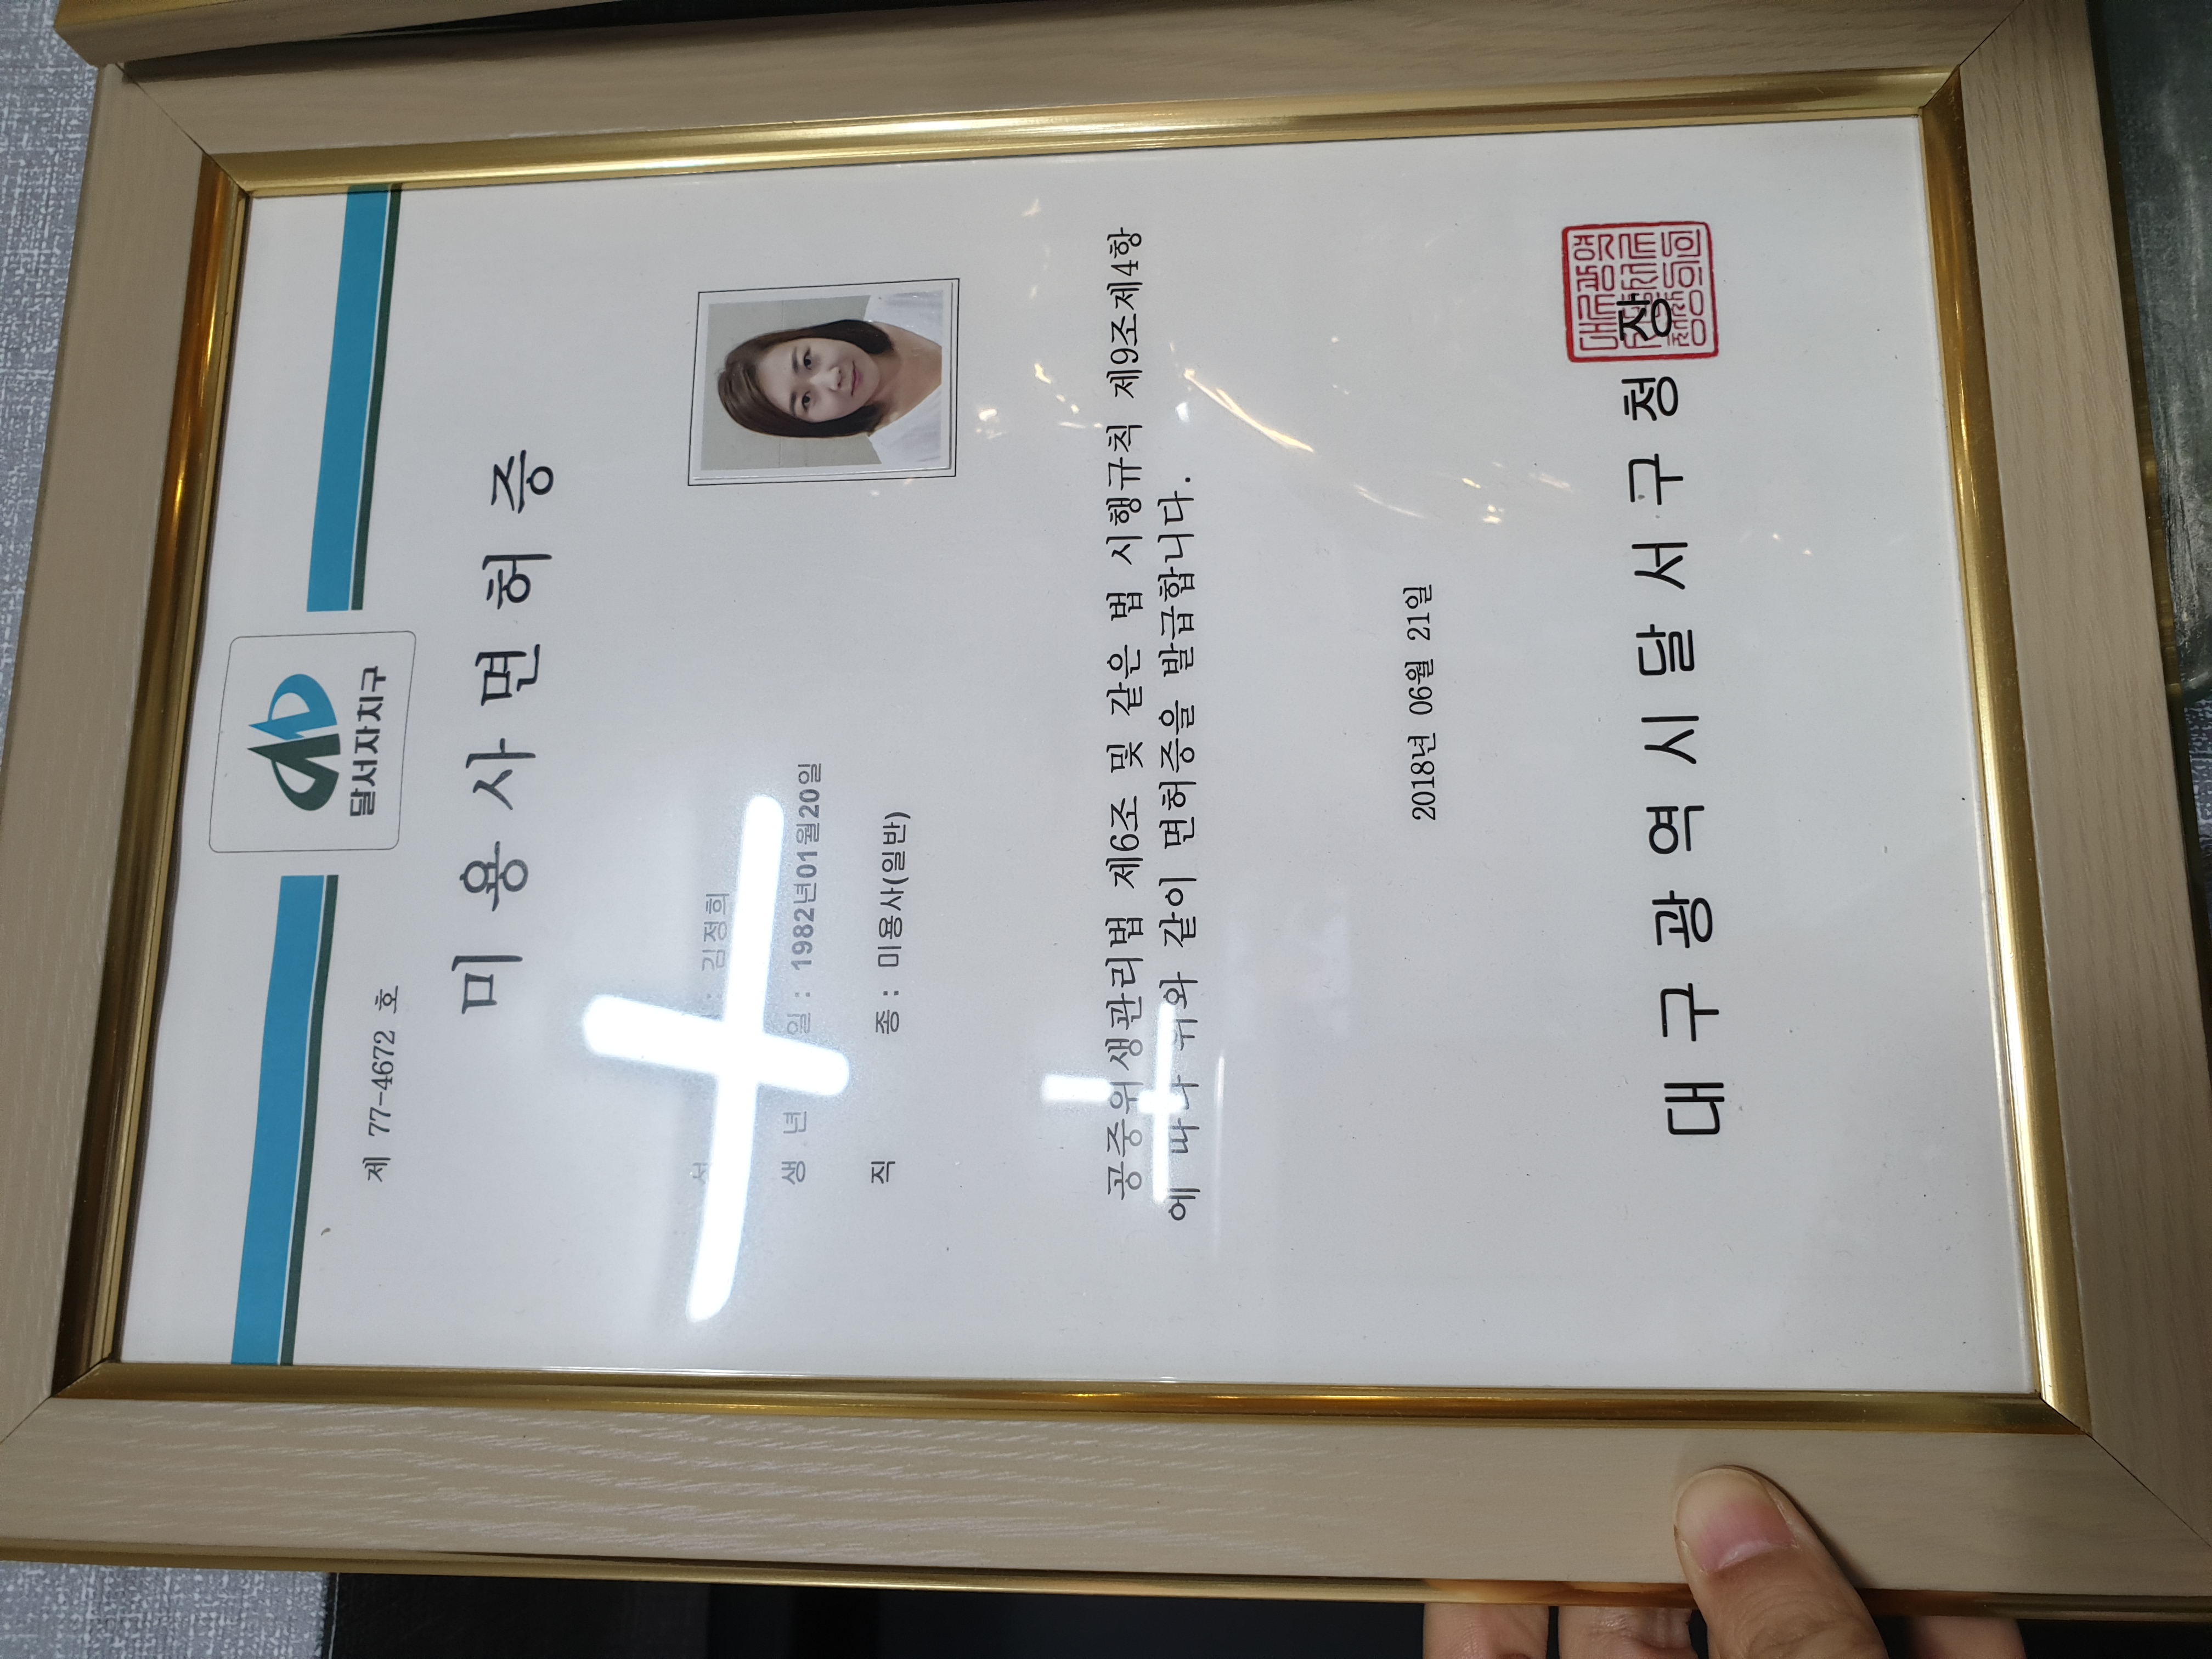 달서자치구
제 77-4672 호
미용사면허증
: 김정희
생 년 일 : 1982년01월20일
직 종 : 미용사(일반)
공중위생관리법 제6조 및 같은 법 시행규칙 제9조제4항
에 따라 위와 같이 면허증을 발급합니다.
2018년 06월 21일
대구광역시달서구청장